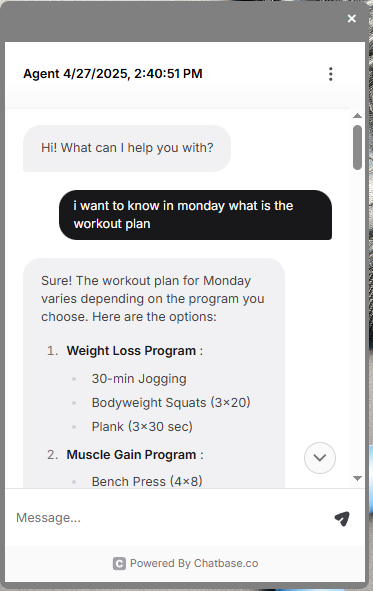 ×
Agent 4/27/2025, 2:40:51 PM
Hi! What can I help you with?
i want to know in monday what is the
workout plan
Sure! The workout plan for Monday
varies depending on the program you
choose. Here are the options:
1. Weight Loss Program :
• 30-min Jogging
• Bodyweight Squats (3×20)
• Plank (3×30 sec)
2. Muscle Gain Program :
• Bench Press (4×8)
Message...
C Powered By Chatbase.co